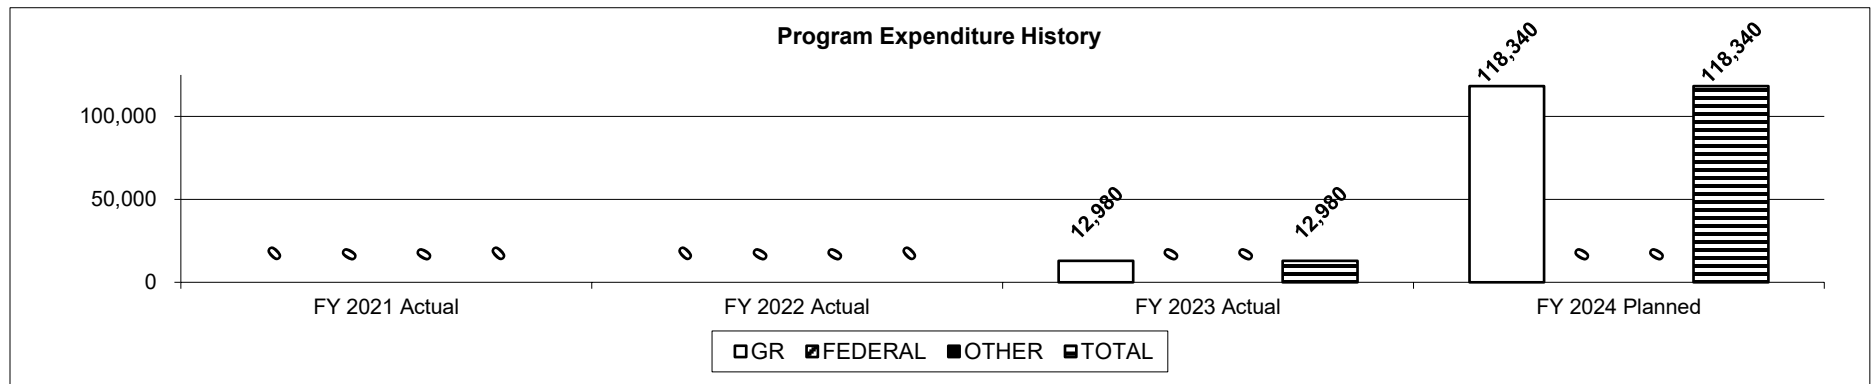 Program Expenditure History
118,340 118,340
100,000
50,000
12,980 12,980
0 0 0 0 0 0 0 0 0 0 0 0
0
FY 2021 Actual FY 2022 Actual FY 2023 Actual FY 2024 Planned
GR FEDERAL OTHER TOTAL